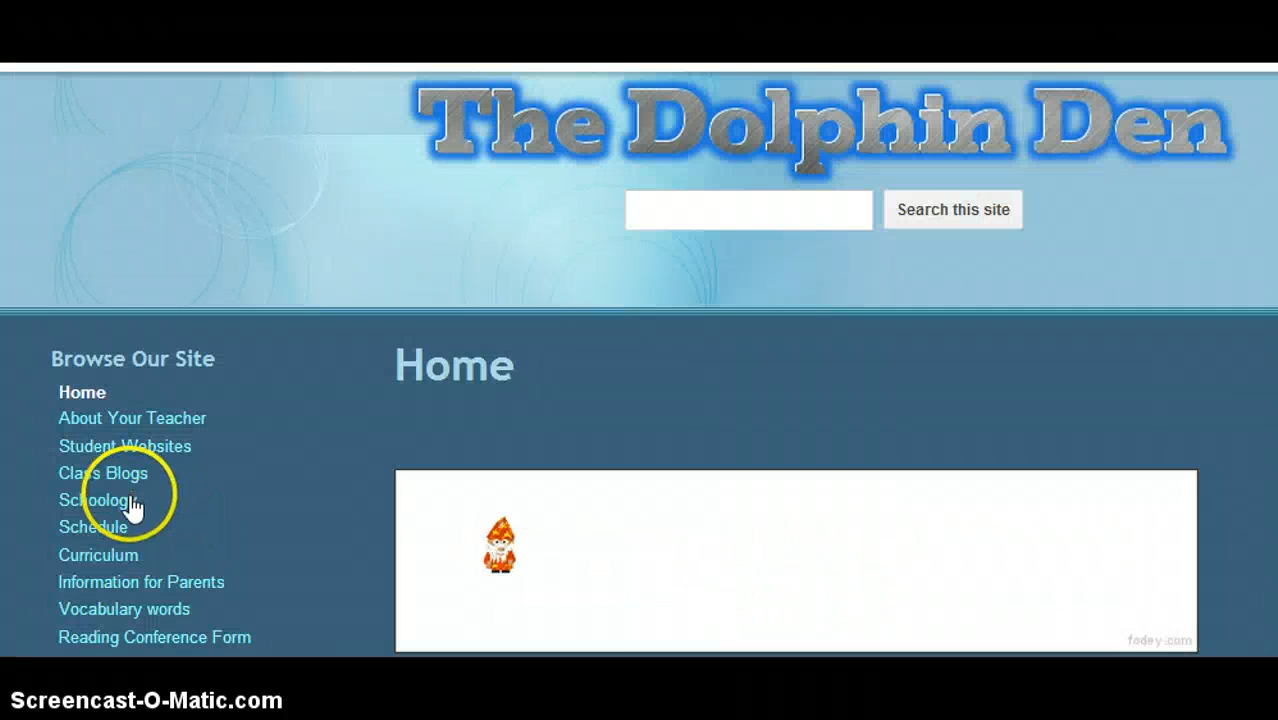 The Dolphin Den
Search this site
Browse Our Site
Home
Home
About Your Teacher
Student Websites
Class Blogs
Schoology
Schedule
Curriculum
Information for Parents
Vocabulary words
Reading Conference Form
fodey.com
Screencast-O-Matic.com